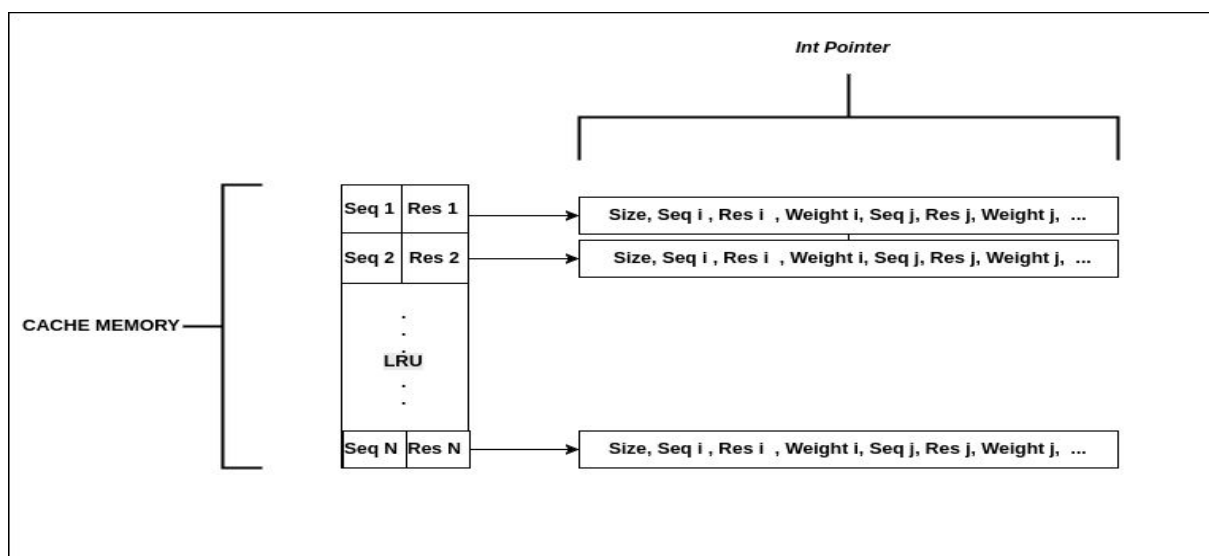 Int Pointer
Seq 1 Res 1 Size, Seq i , Res i , Weight i, Seq j, Res j, Weight j, ...
Seq 2 Res 2 Size, Seq i , Res i , Weight i, Seq j, Res j, Weight j, ...
CACHE MEMORY
LRU
Seq N Res N Size, Seq i , Res i , Weight i, Seq j, Res j, Weight j, ...